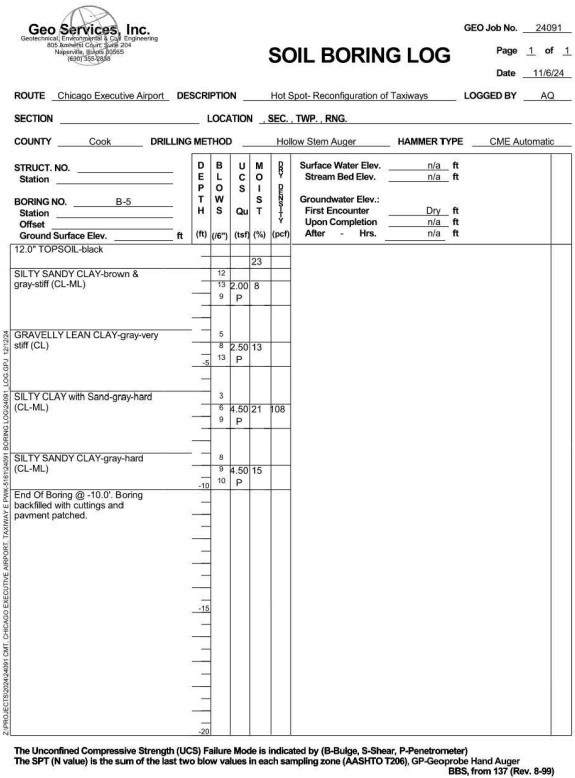 Geo Services, Inc.
Geotechnical, Environmental & Civil Engineering
805 Amherst Court, Suite 204
Naperville, Illinois 60565
(630) 355-2838
SOIL BORING LOG
GEO Job No. 24091
Page 1 of 1
Date 11/6/24
ROUTE Chicago Executive Airport DESCRIPTION Hot Spot- Reconfiguration of Taxiways LOGGED BY AQ
SECTION LOCATION , SEC. , TWP. , RNG.
COUNTY Cook DRILLING METHOD Hollow Stem Auger HAMMER TYPE CME Automatic
STRUCT. NO.
Station
BORING NO. B-5
Station
Offset
Ground Surface Elev. ft
DEPTH (ft)
BLOWS (/6")
UCS Qu (tsf)
MOIST (%)
DRY DENSITY (pcf)
Surface Water Elev. n/a ft
Stream Bed Elev. n/a ft
Groundwater Elev.:
First Encounter Dry ft
Upon Completion n/a ft
After - Hrs. n/a ft
12.0" TOPSOIL-black
23
SILTY SANDY CLAY-brown & 12
gray-stiff (CL-ML) 13 2.00 8
9 P
GRAVELLY LEAN CLAY-gray-very 5
stiff (CL) 8 2.50 13
-5 13 P
SILTY CLAY with Sand-gray-hard 3
(CL-ML) 6 4.50 21 108
9 P
SILTY SANDY CLAY-gray-hard 8
(CL-ML) 9 4.50 15
-10 10 P
End Of Boring @ -10.0'. Boring
backfilled with cuttings and
pavment patched.
-15
-20
Z:\PROJECTS\2024\24091 CMT, CHICAGO EXECUTIVE AIRPORT, TAXIWAY E PWK-5161\24091 BORING LOG\24091_LOG.GPJ 12/12/24
The Unconfined Compressive Strength (UCS) Failure Mode is indicated by (B-Bulge, S-Shear, P-Penetrometer)
The SPT (N value) is the sum of the last two blow values in each sampling zone (AASHTO T206), GP-Geoprobe Hand Auger
BBS, from 137 (Rev. 8-99)